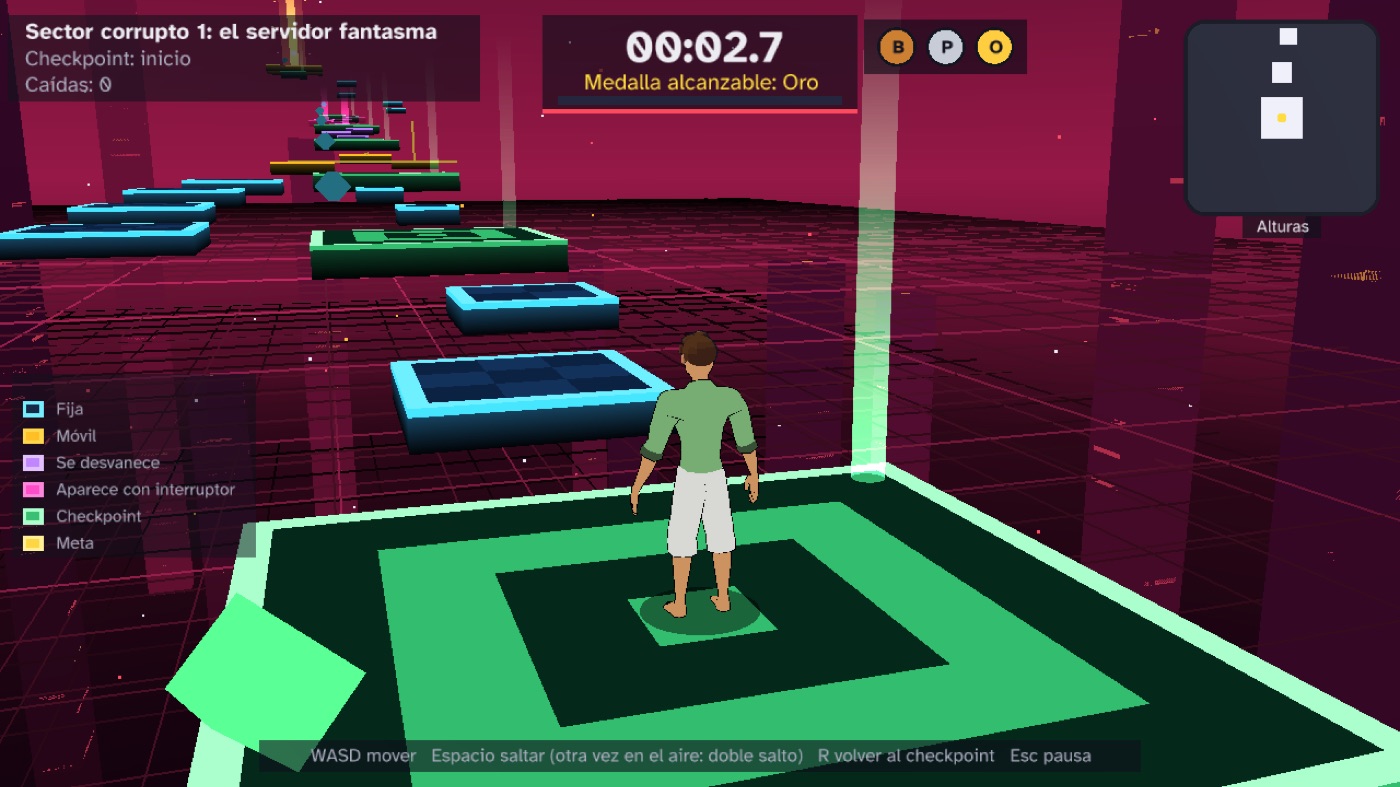 Sector corrupto 1: el servidor fantasma
Checkpoint: inicio
Caídas: 0
00:02.7
Medalla alcanzable: Oro
B P O
Alturas
Fija
Móvil
Se desvanece
Aparece con interruptor
Checkpoint
Meta
WASD mover Espacio saltar (otra vez en el aire: doble salto) R volver al checkpoint Esc pausa